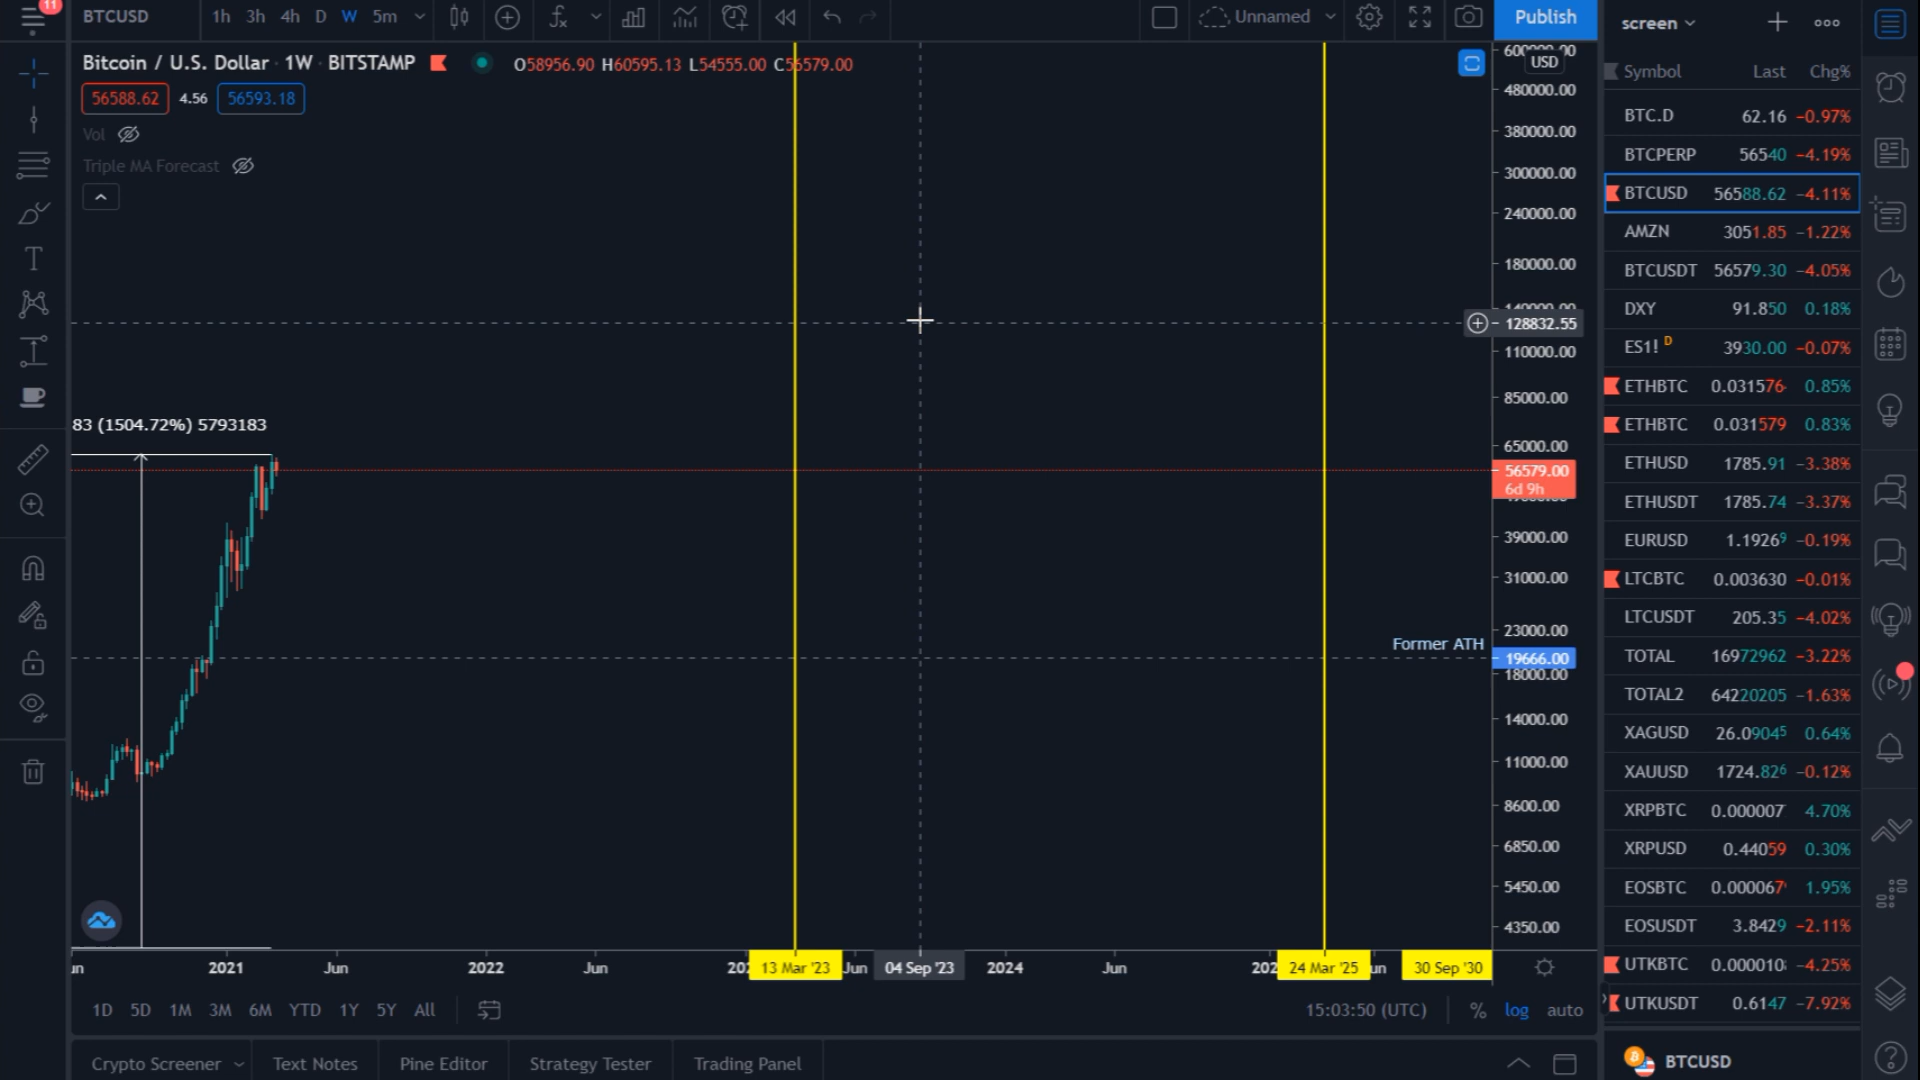 11
BTCUSD 1h 3h 4h D W 5m Unnamed Publish
Bitcoin / U.S. Dollar · 1W · BITSTAMP O58956.90 H60595.13 L54555.00 C56579.00
56588.62 4.56 56593.18
Vol
Triple MA Forecast
83 (1504.72%) 5793183
Former ATH
USD
480000.00
380000.00
300000.00
240000.00
180000.00
128832.55
110000.00
85000.00
65000.00
56579.00
6d 9h
39000.00
31000.00
23000.00
19666.00
18000.00
14000.00
11000.00
8600.00
6850.00
5450.00
4350.00
2021 Jun 2022 Jun 13 Mar '23 Jun 04 Sep '23 2024 Jun 24 Mar '25 30 Sep '30
1D 5D 1M 3M 6M YTD 1Y 5Y All 15:03:50 (UTC) % log auto
Crypto Screener Text Notes Pine Editor Strategy Tester Trading Panel
screen
Symbol Last Chg%
BTC.D 62.16 −0.97%
BTCPERP 56540 −4.19%
BTCUSD 56588.62 −4.11%
AMZN 3051.85 −1.22%
BTCUSDT 56579.30 −4.05%
DXY 91.850 0.18%
ES1! D 3930.00 −0.07%
ETHBTC 0.031576 0.85%
ETHBTC 0.031579 0.83%
ETHUSD 1785.91 −3.38%
ETHUSDT 1785.74 −3.37%
EURUSD 1.19269 −0.19%
LTCBTC 0.003630 −0.01%
LTCUSDT 205.35 −4.02%
TOTAL 16972962 −3.22%
TOTAL2 64220205 −1.63%
XAGUSD 26.09045 0.64%
XAUUSD 1724.826 −0.12%
XRPBTC 0.000007 4.70%
XRPUSD 0.44059 0.30%
EOSBTC 0.000067 1.95%
EOSUSDT 3.8429 −2.11%
UTKBTC 0.000010 −4.25%
UTKUSDT 0.6147 −7.92%
BTCUSD